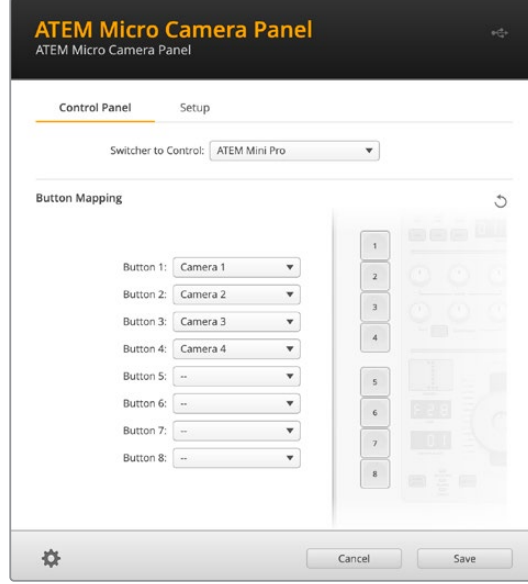 ATEM Micro Camera Panel
ATEM Micro Camera Panel
Control Panel Setup
Switcher to Control: ATEM Mini Pro
Button Mapping
Button 1: Camera 1
Button 2: Camera 2
Button 3: Camera 3
Button 4: Camera 4
Button 5: --
Button 6: --
Button 7: --
Button 8: --
1
2
3
4
5
6
7
8
Cancel Save